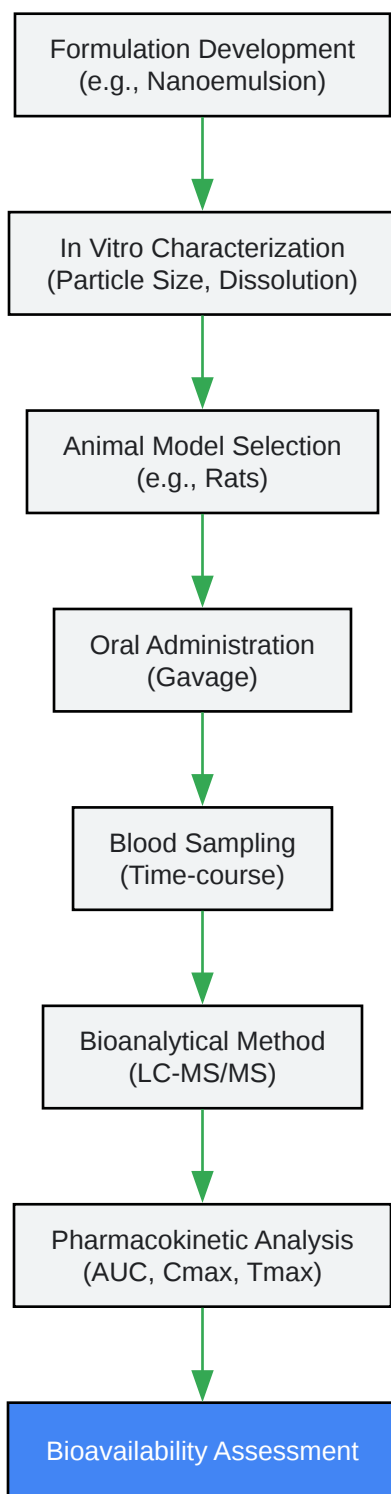 Formulation Development
(e.g., Nanoemulsion)
In Vitro Characterization
(Particle Size, Dissolution)
Animal Model Selection
(e.g., Rats)
Oral Administration
(Gavage)
Blood Sampling
(Time-course)
Bioanalytical Method
(LC-MS/MS)
Pharmacokinetic Analysis
(AUC, Cmax, Tmax)
Bioavailability Assessment